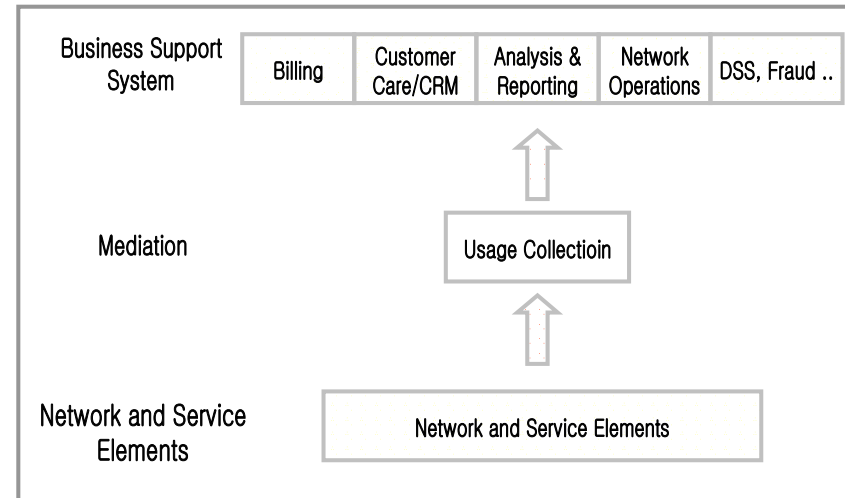 Business Support
System
Billing
Customer
Care/CRM
Analysis &
Reporting
Network
Operations
DSS, Fraud ..
Mediation
Usage Collectioin
Network and Service
Elements
Network and Service Elements